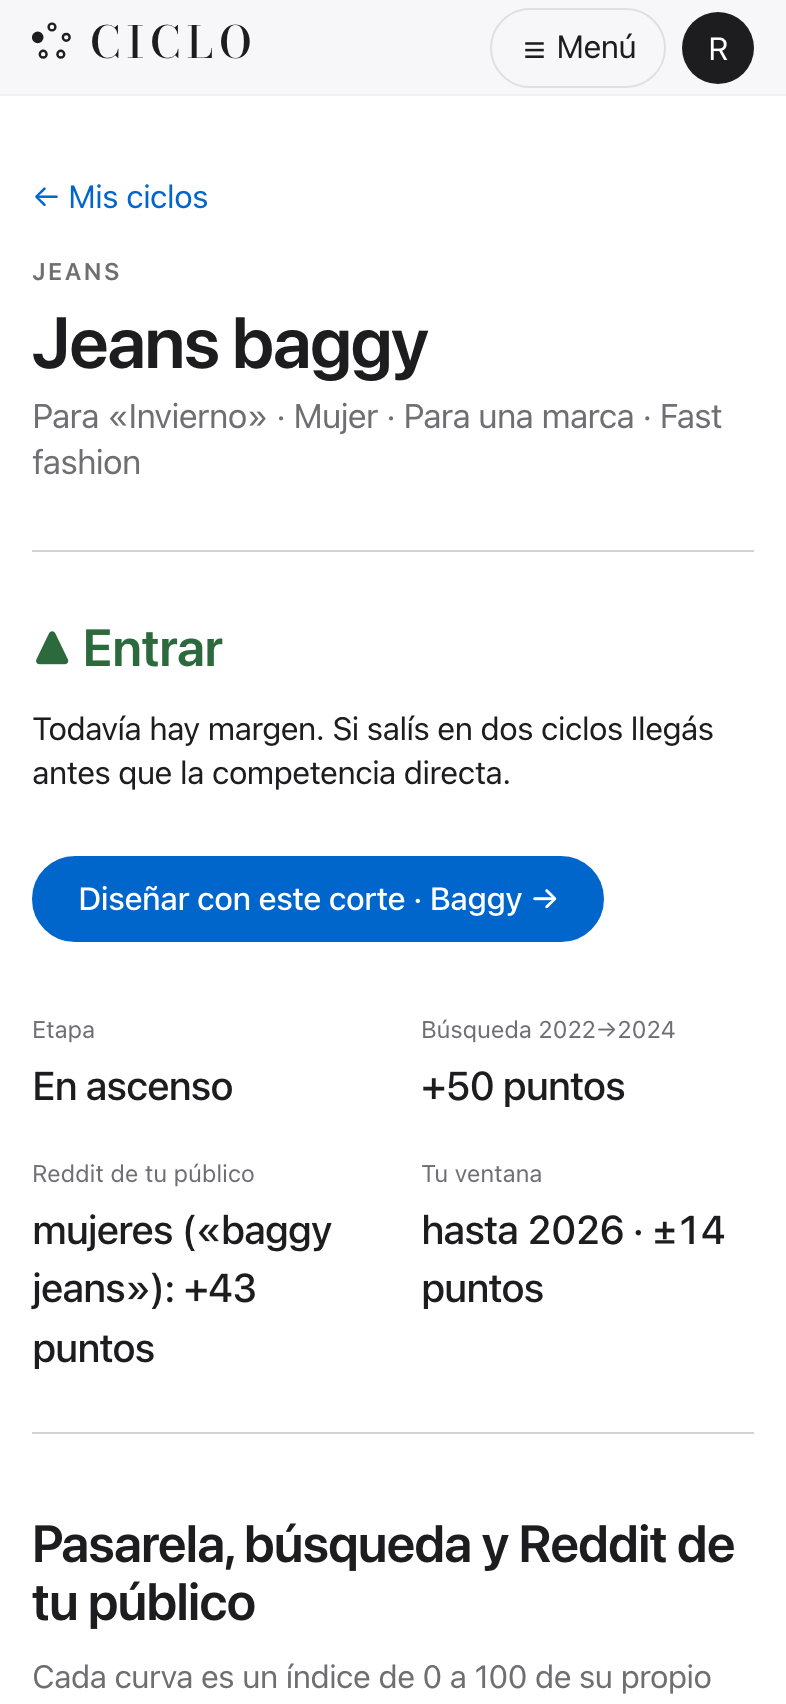 CICLO
≡ Menú
R
← Mis ciclos
JEANS
Jeans baggy
Para «Invierno» · Mujer · Para una marca · Fast
fashion
▲ Entrar
Todavía hay margen. Si salís en dos ciclos llegás
antes que la competencia directa.
Diseñar con este corte · Baggy →
Etapa
En ascenso
Búsqueda 2022→2024
+50 puntos
Reddit de tu público
mujeres («baggy
jeans»): +43
puntos
Tu ventana
hasta 2026 · ±14
puntos
Pasarela, búsqueda y Reddit de
tu público
Cada curva es un índice de 0 a 100 de su propio